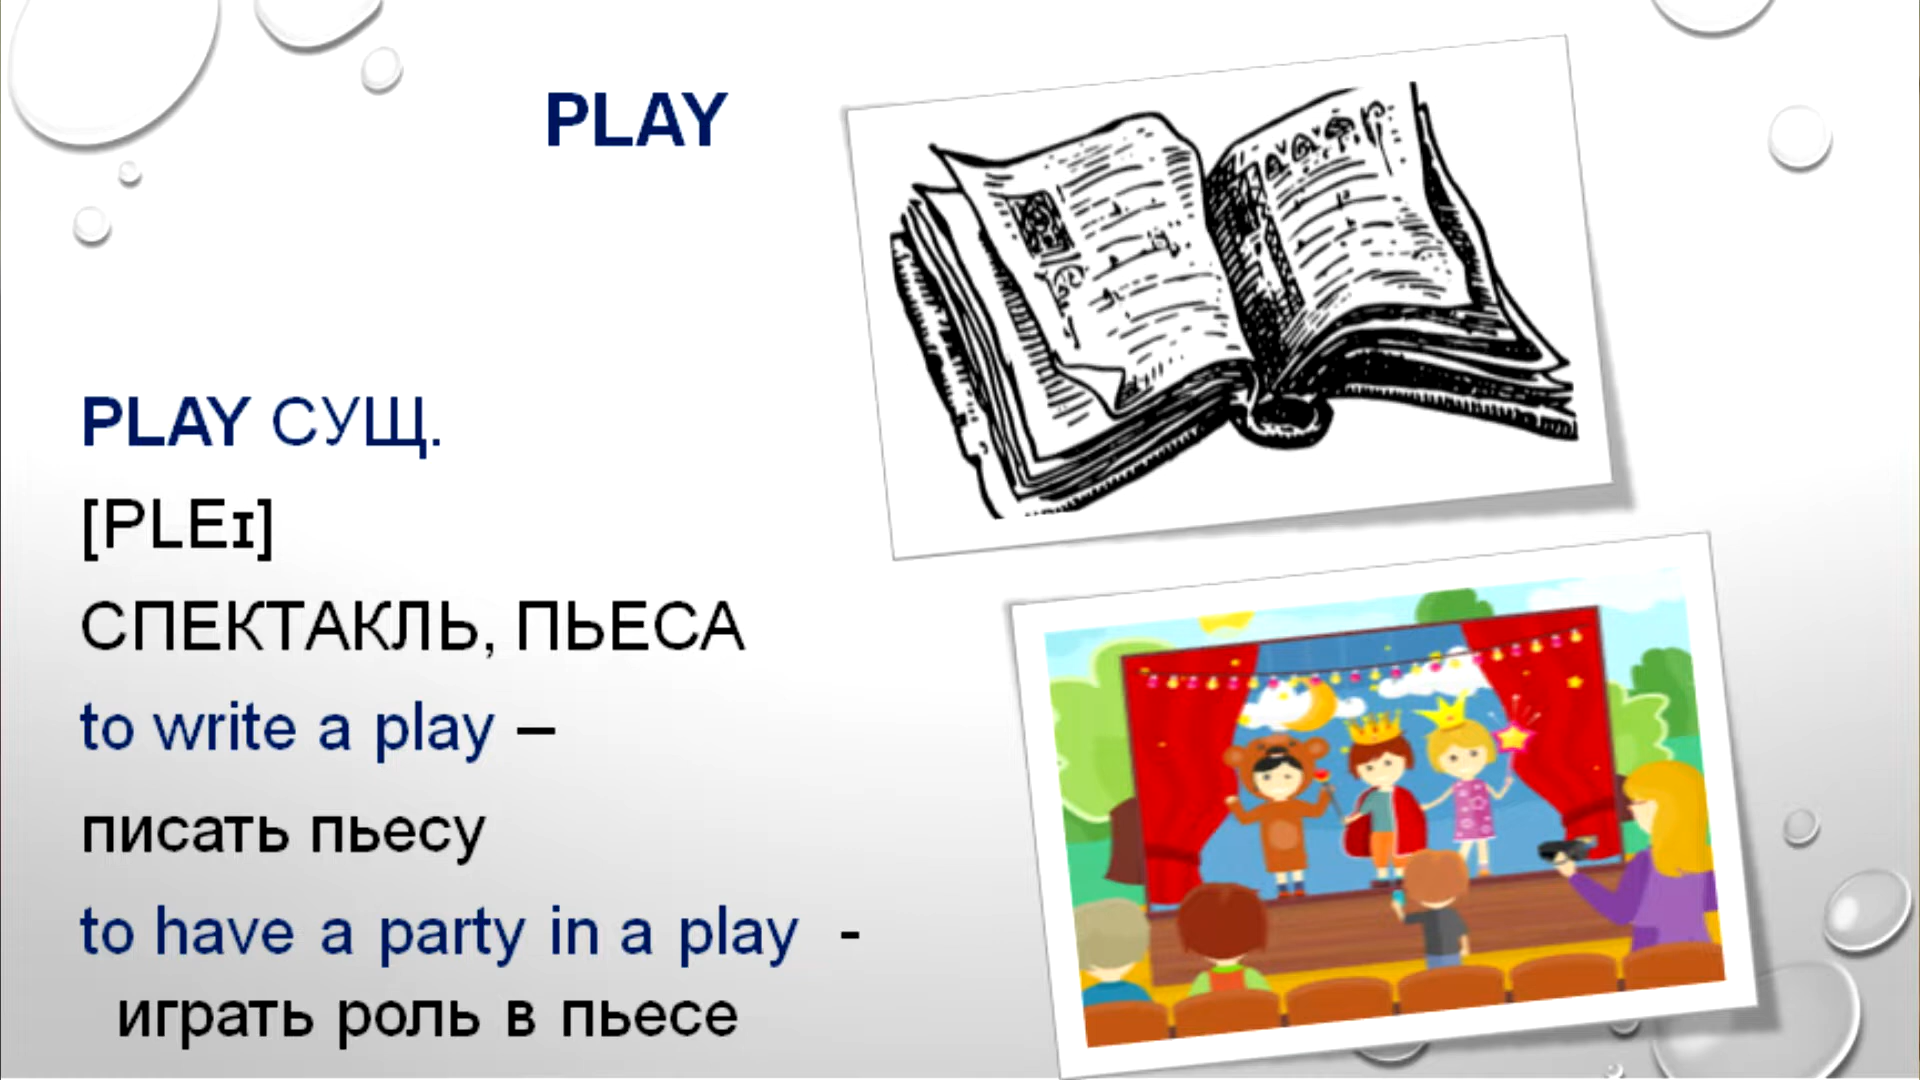 PLAY
PLAY СУЩ.
[PLEɪ]
СПЕКТАКЛЬ, ПЬЕСА
to write a play –
писать пьесу
to have a party in a play -
играть роль в пьесе